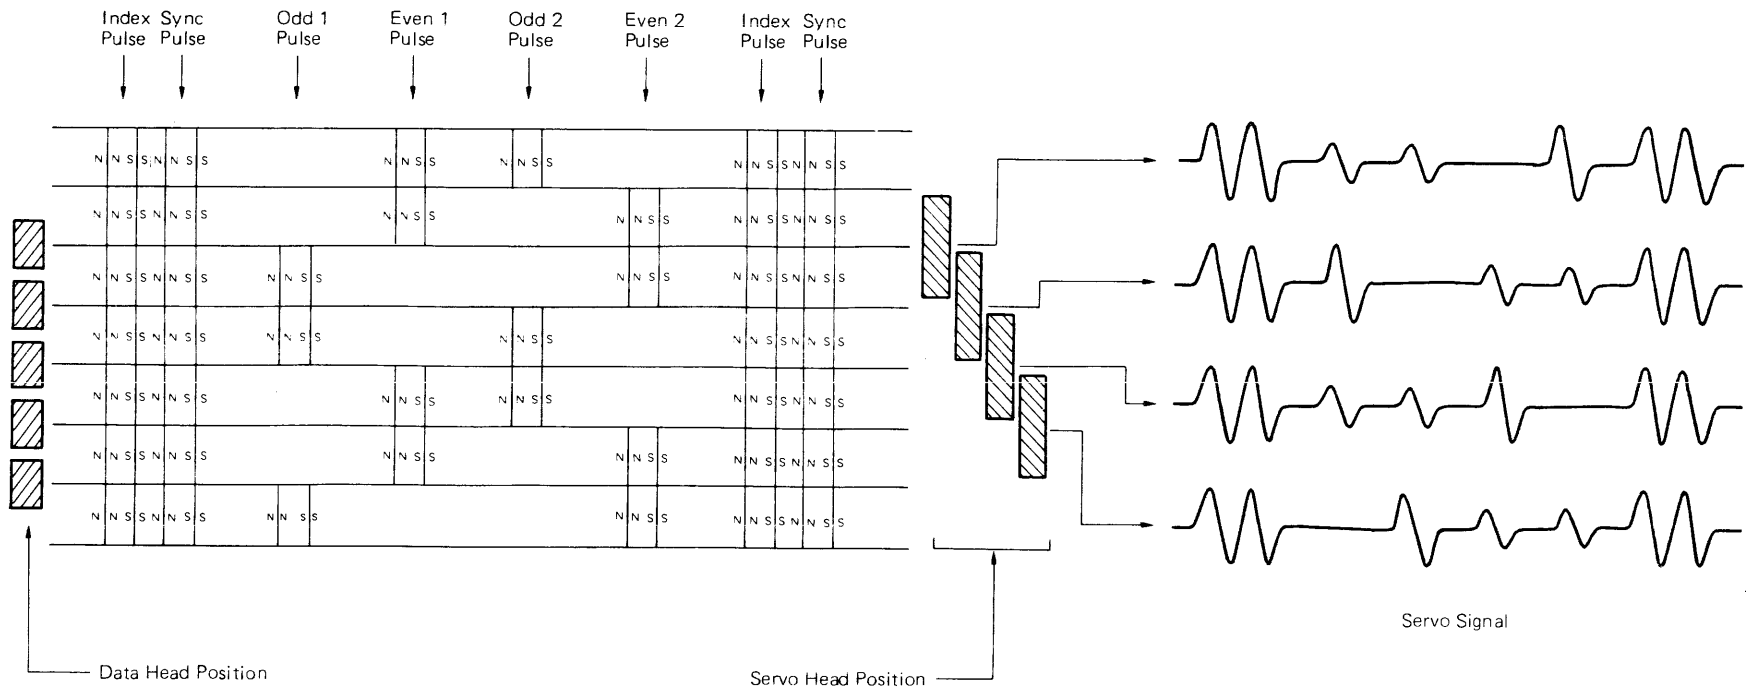 Index Sync Odd 1 Even 1 Odd 2 Even 2 Index Sync
Pulse Pulse Pulse Pulse Pulse Pulse Pulse Pulse
N N S S N N S S N N S S N N S S N N S S N N S S
N N S S N N S S N N S S N N S S N N S S N N S S
N N S S N N S S N N S S N N S S N N S S N N S S
N N S S N N S S N N S S N N S S N N S S N N S S
N N S S N N S S N N S S N N S S N N S S N N S S
N N S S N N S S N N S S N N S S N N S S N N S S
N N S S N N S S N N S S N N S S N N S S N N S S
Servo Signal
Data Head Position
Servo Head Position